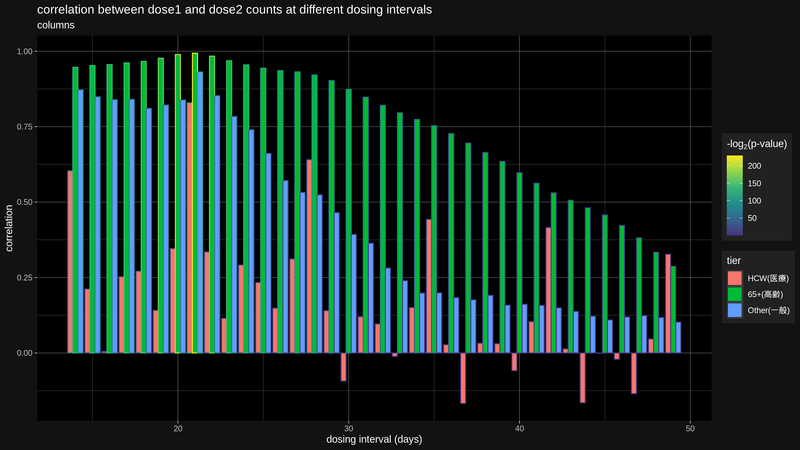 correlation between dose1 and dose2 counts at different dosing intervals
columns
correlation
1.00
0.75
0.50
0.25
0.00
20
30
40
50
dosing interval (days)
-log2(p-value)
200
150
100
50
tier
HCW(医療)
65+(高齢)
Other(一般)